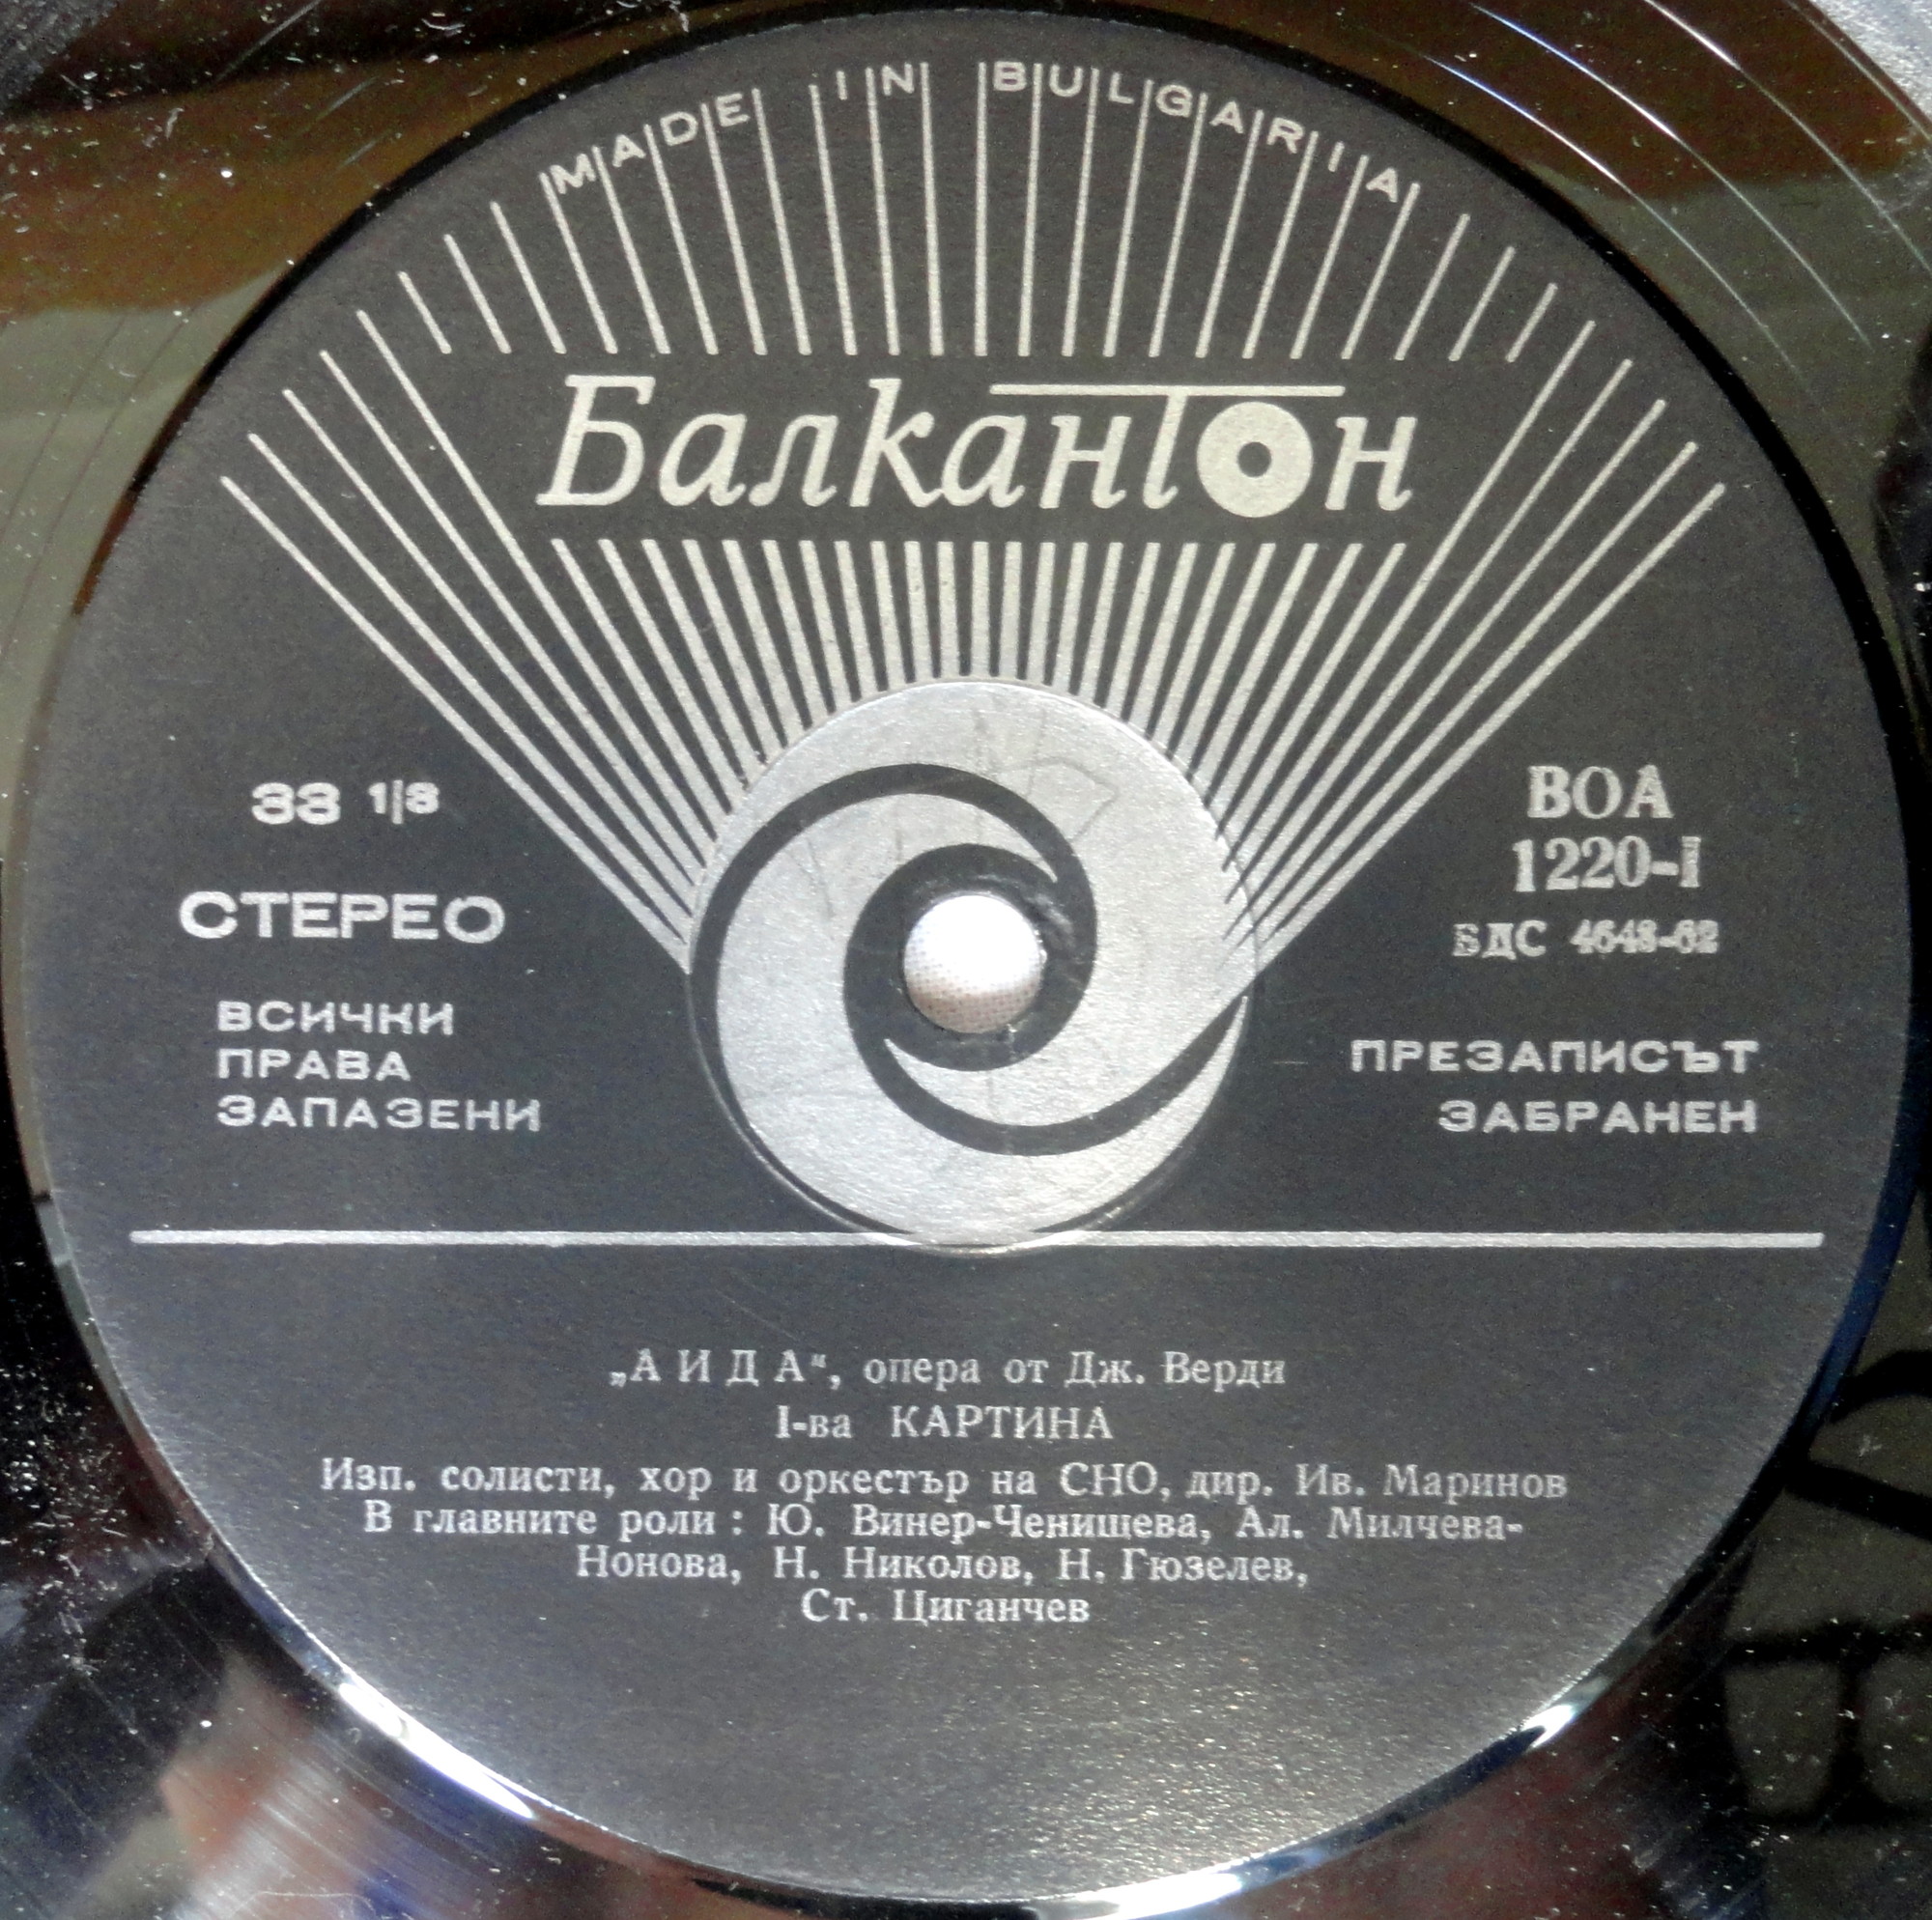 MADE IN BULGARIA
Балкантон
33 1/3
СТЕРЕО
ВСИЧКИ
ПРАВА
ЗАПАЗЕНИ
ВОА
1220-I
БДС 4648-62
ПРЕЗАПИСЪТ
ЗАБРАНЕН
„АИДА“, опера от Дж. Верди
I-ва КАРТИНА
Изп. солисти, хор и оркестър на СНО, дир. Ив. Маринов
В главните роли : Ю. Винер-Ченишева, Ал. Милчева-
Нонова, Н. Николов, Н. Гюзелев,
Ст. Циганчев